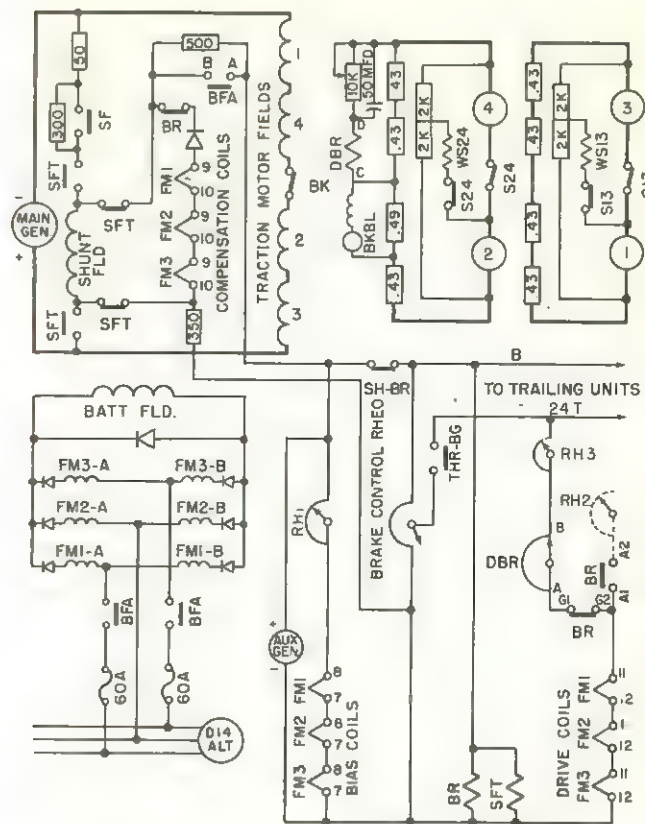 50
300
SF
SFT
MAIN
GEN
-
+
SHUNT
FLD
SFT
SFT
SFT
500
B A
BFA
BR
FM1
9
10
FM2
9
10
FM3
9
10
COMPENSATION COILS
350
TRACTION MOTOR FIELDS
1
4
BK
2
3
10K
50 MFD
D
DBR
C
BKBL
.43
.43
.49
.43
2K
2K
WS24
S24
4
S24
2
.43
.43
.43
.43
2K
2K
WS13
S13
3
S13
1
SH-BR
B
TO TRAILING UNITS
24 T
BATT FLD.
FM3-A
FM3-B
FM2-A
FM2-B
FM1-A
FM1-B
BFA
BFA
60A
60A
D14
ALT
RH1
+
AUX
GEN
-
FM1
8
7
FM2
8
7
FM3
8
7
BIAS COILS
BRAKE CONTROL RHEO
THR-BG
BR
SFT
RH3
B
DBR
A
G1
G2
BR
RH2
A2
BR
A1
FM1
11
12
FM2
1
12
FM3
11
12
DRIVE COILS